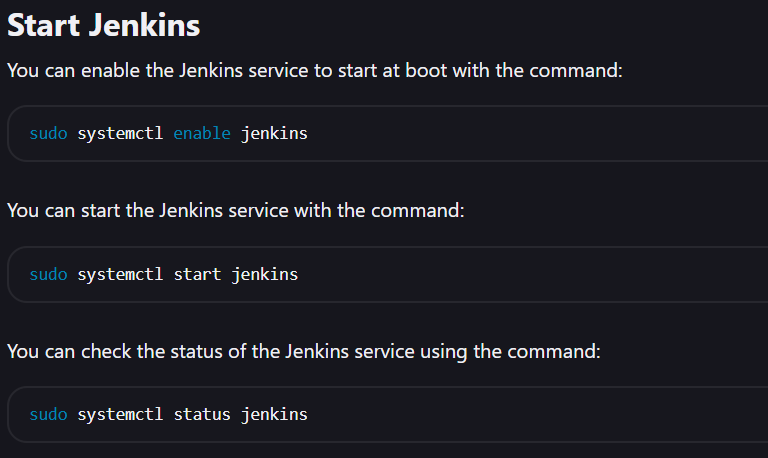 Start Jenkins
You can enable the Jenkins service to start at boot with the command:
sudo systemctl enable jenkins
You can start the Jenkins service with the command:
sudo systemctl start jenkins
You can check the status of the Jenkins service using the command:
sudo systemctl status jenkins